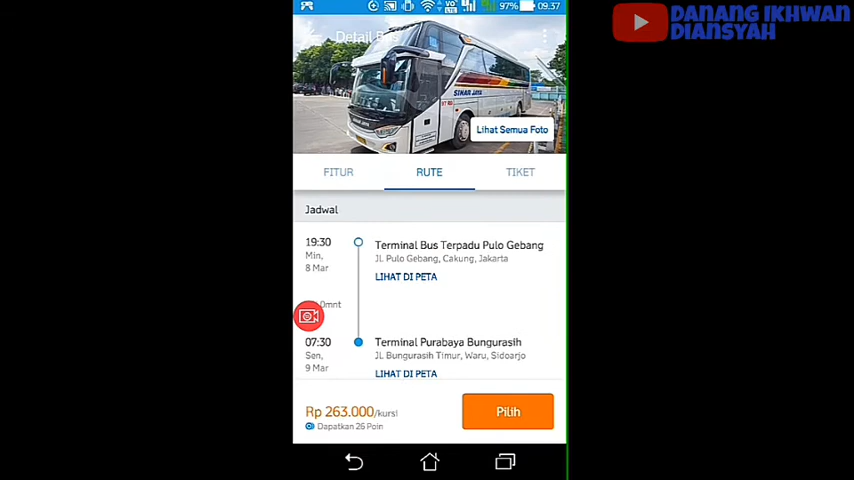 97% 09.37
DANANG IKHWAN
DIANSYAH
Detail Bus
SINAR JAYA
Lihat Semua Foto
FITUR RUTE TIKET
Jadwal
19:30 Terminal Bus Terpadu Pulo Gebang
Min, Jl. Pulo Gebang, Cakung, Jakarta
8 Mar
LIHAT DI PETA
0mnt
07:30 Terminal Purabaya Bungurasih
Sen, Jl. Bungurasih Timur, Waru, Sidoarjo
9 Mar
LIHAT DI PETA
Rp 263.000/kursi
Pilih
Dapatkan 26 Poin